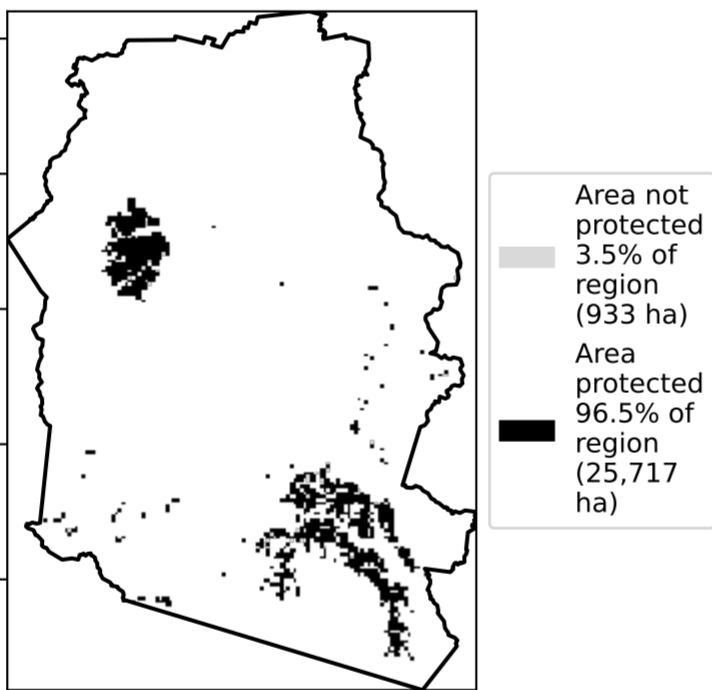 Area not
protected
3.5% of
region
(933 ha)
Area
protected
96.5% of
region
(25,717
ha)